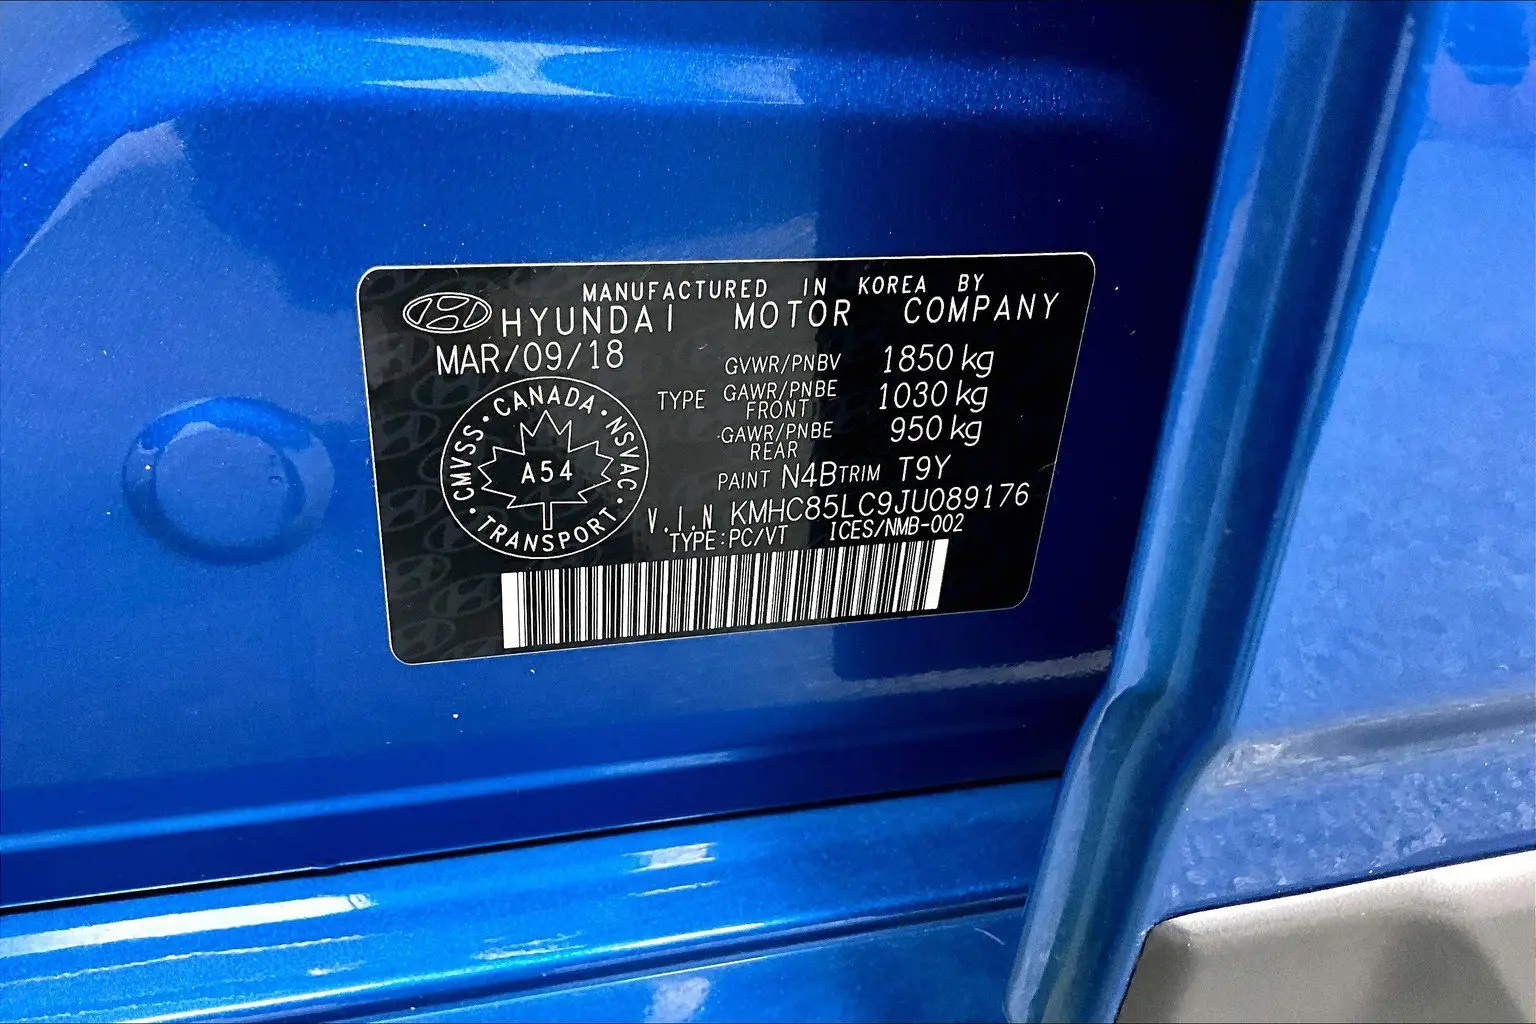 MANUFACTURED IN KOREA BY
HYUNDAI MOTOR COMPANY
MAR/09/18
GVWR/PNBV 1850 kg
TYPE GAWR/PNBE FRONT 1030 kg
GAWR/PNBE REAR 950 kg
CANADA · NSVAC · TRANSPORT · CMVSS ·
A54
PAINT N4B TRIM T9Y
V.I.N KMHC85LC9JU089176
TYPE:PC/VT ICES/NMB-002